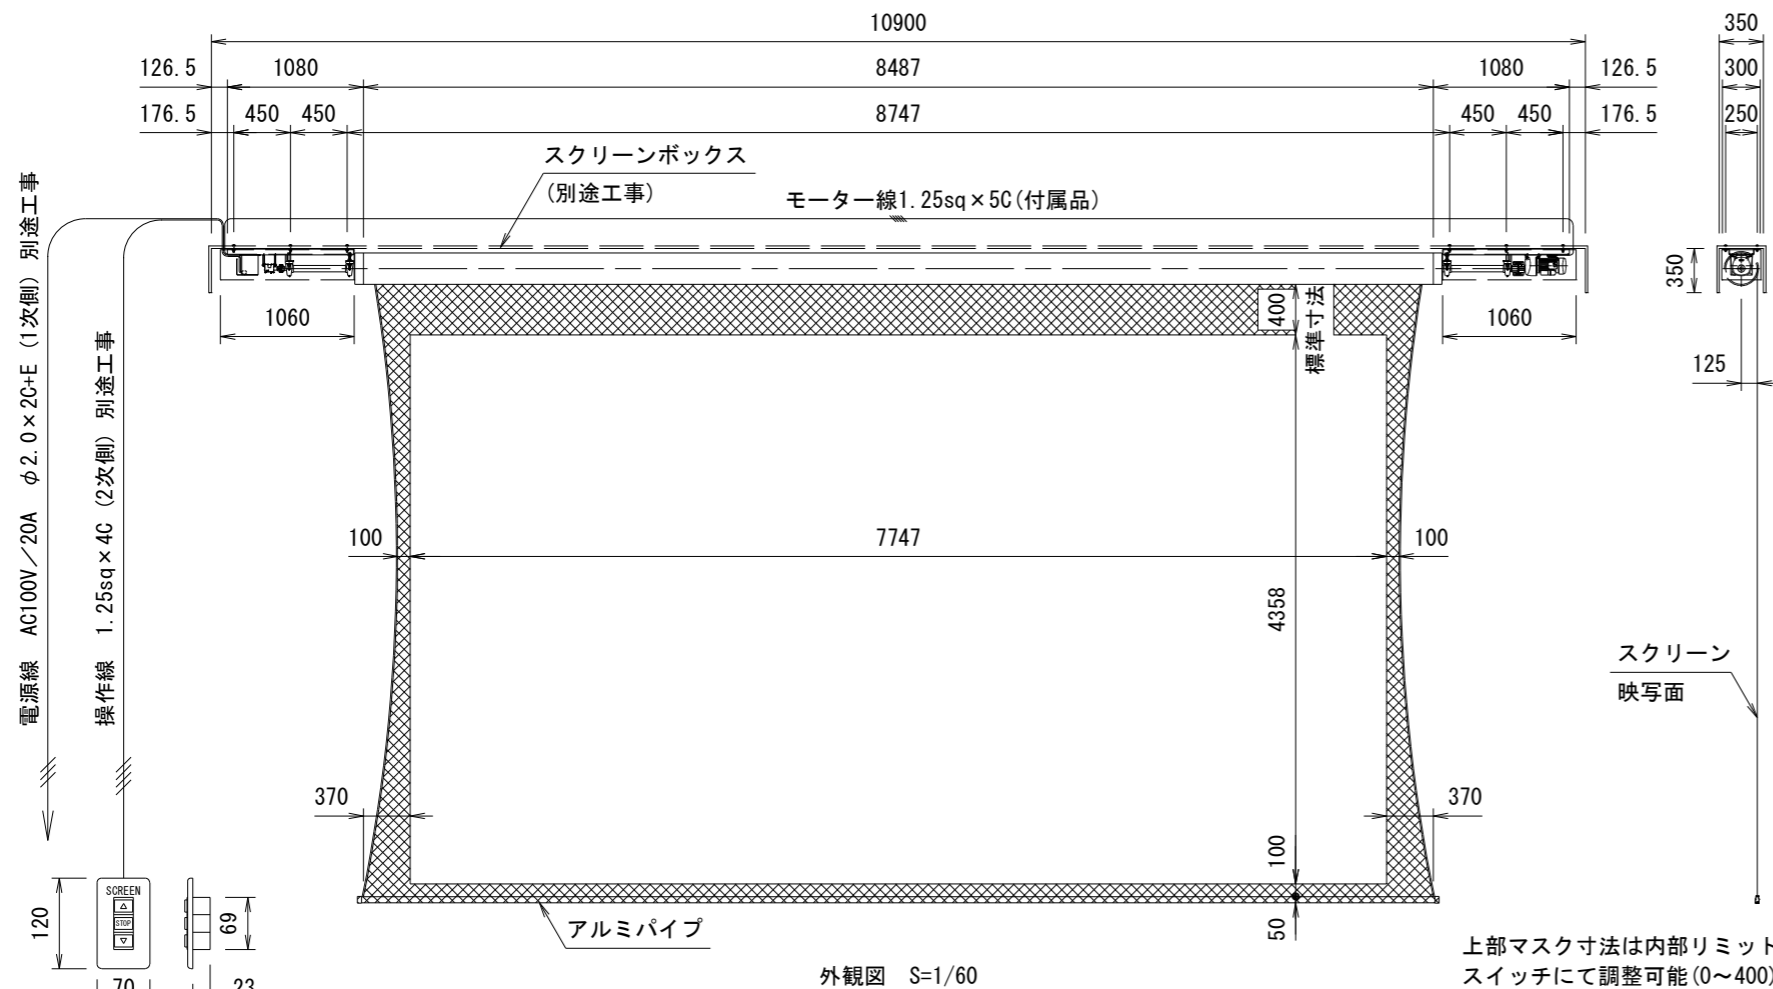 10900
350
126.5
1080
8487
1080
126.5
300
176.5
450
450
8747
450
450
176.5
250
スクリーンボックス
(別途工事)
モーター線1.25sq×5C(付属品)
電源線 AC100V／20A φ2.0×2C+E (1次側) 別途工事
操作線 1.25sq×4C (2次側) 別途工事
350
1060
400
標準寸法
1060
125
100
7747
100
4358
スクリーン
映写面
370
370
100
SCREEN
△
STOP
▽
120
69
アルミパイプ
50
70
23
外観図 S=1/60
上部マスク寸法は内部リミット
スイッチにて調整可能(0～400)